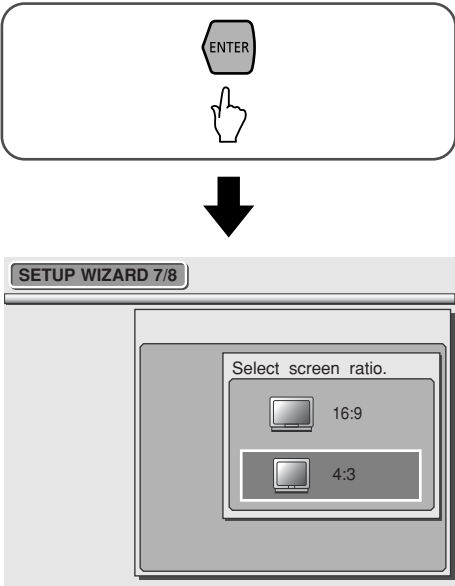 ENTER
SETUP WIZARD 7/8
Select screen ratio.
16:9
4:3